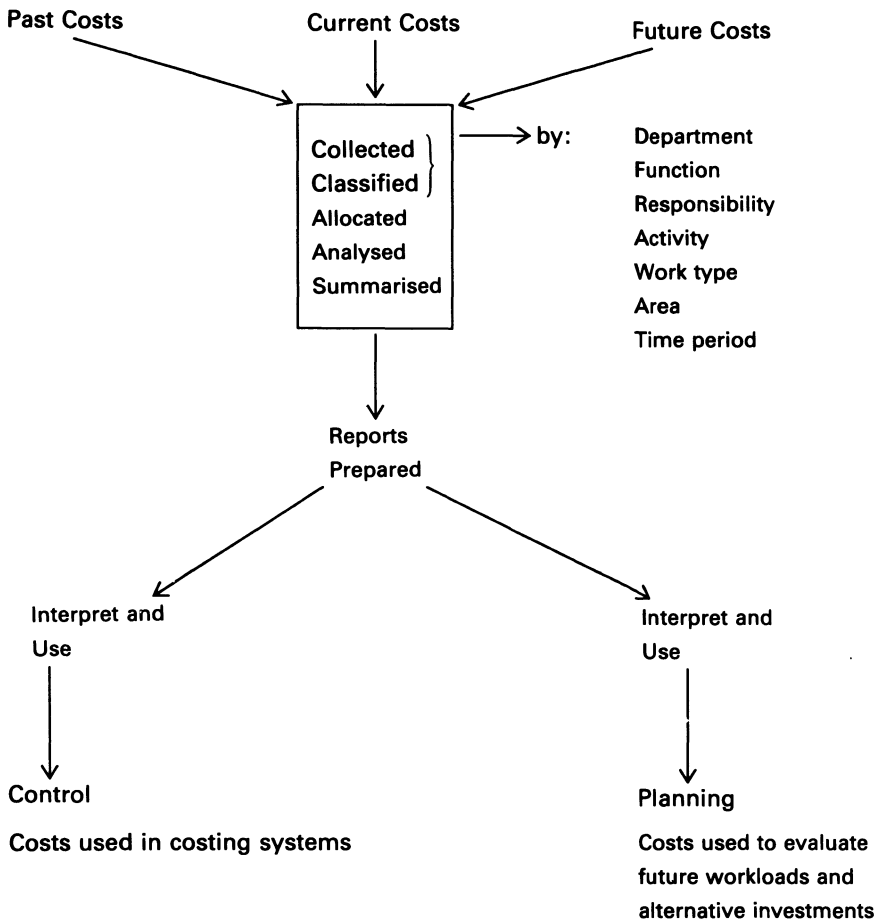 Past Costs
Current Costs
Future Costs
Collected
Classified
Allocated
Analysed
Summarised
by:
Department
Function
Responsibility
Activity
Work type
Area
Time period
Reports
Prepared
Interpret and
Use
Interpret and
Use
Control
Costs used in costing systems
Planning
Costs used to evaluate
future workloads and
alternative investments